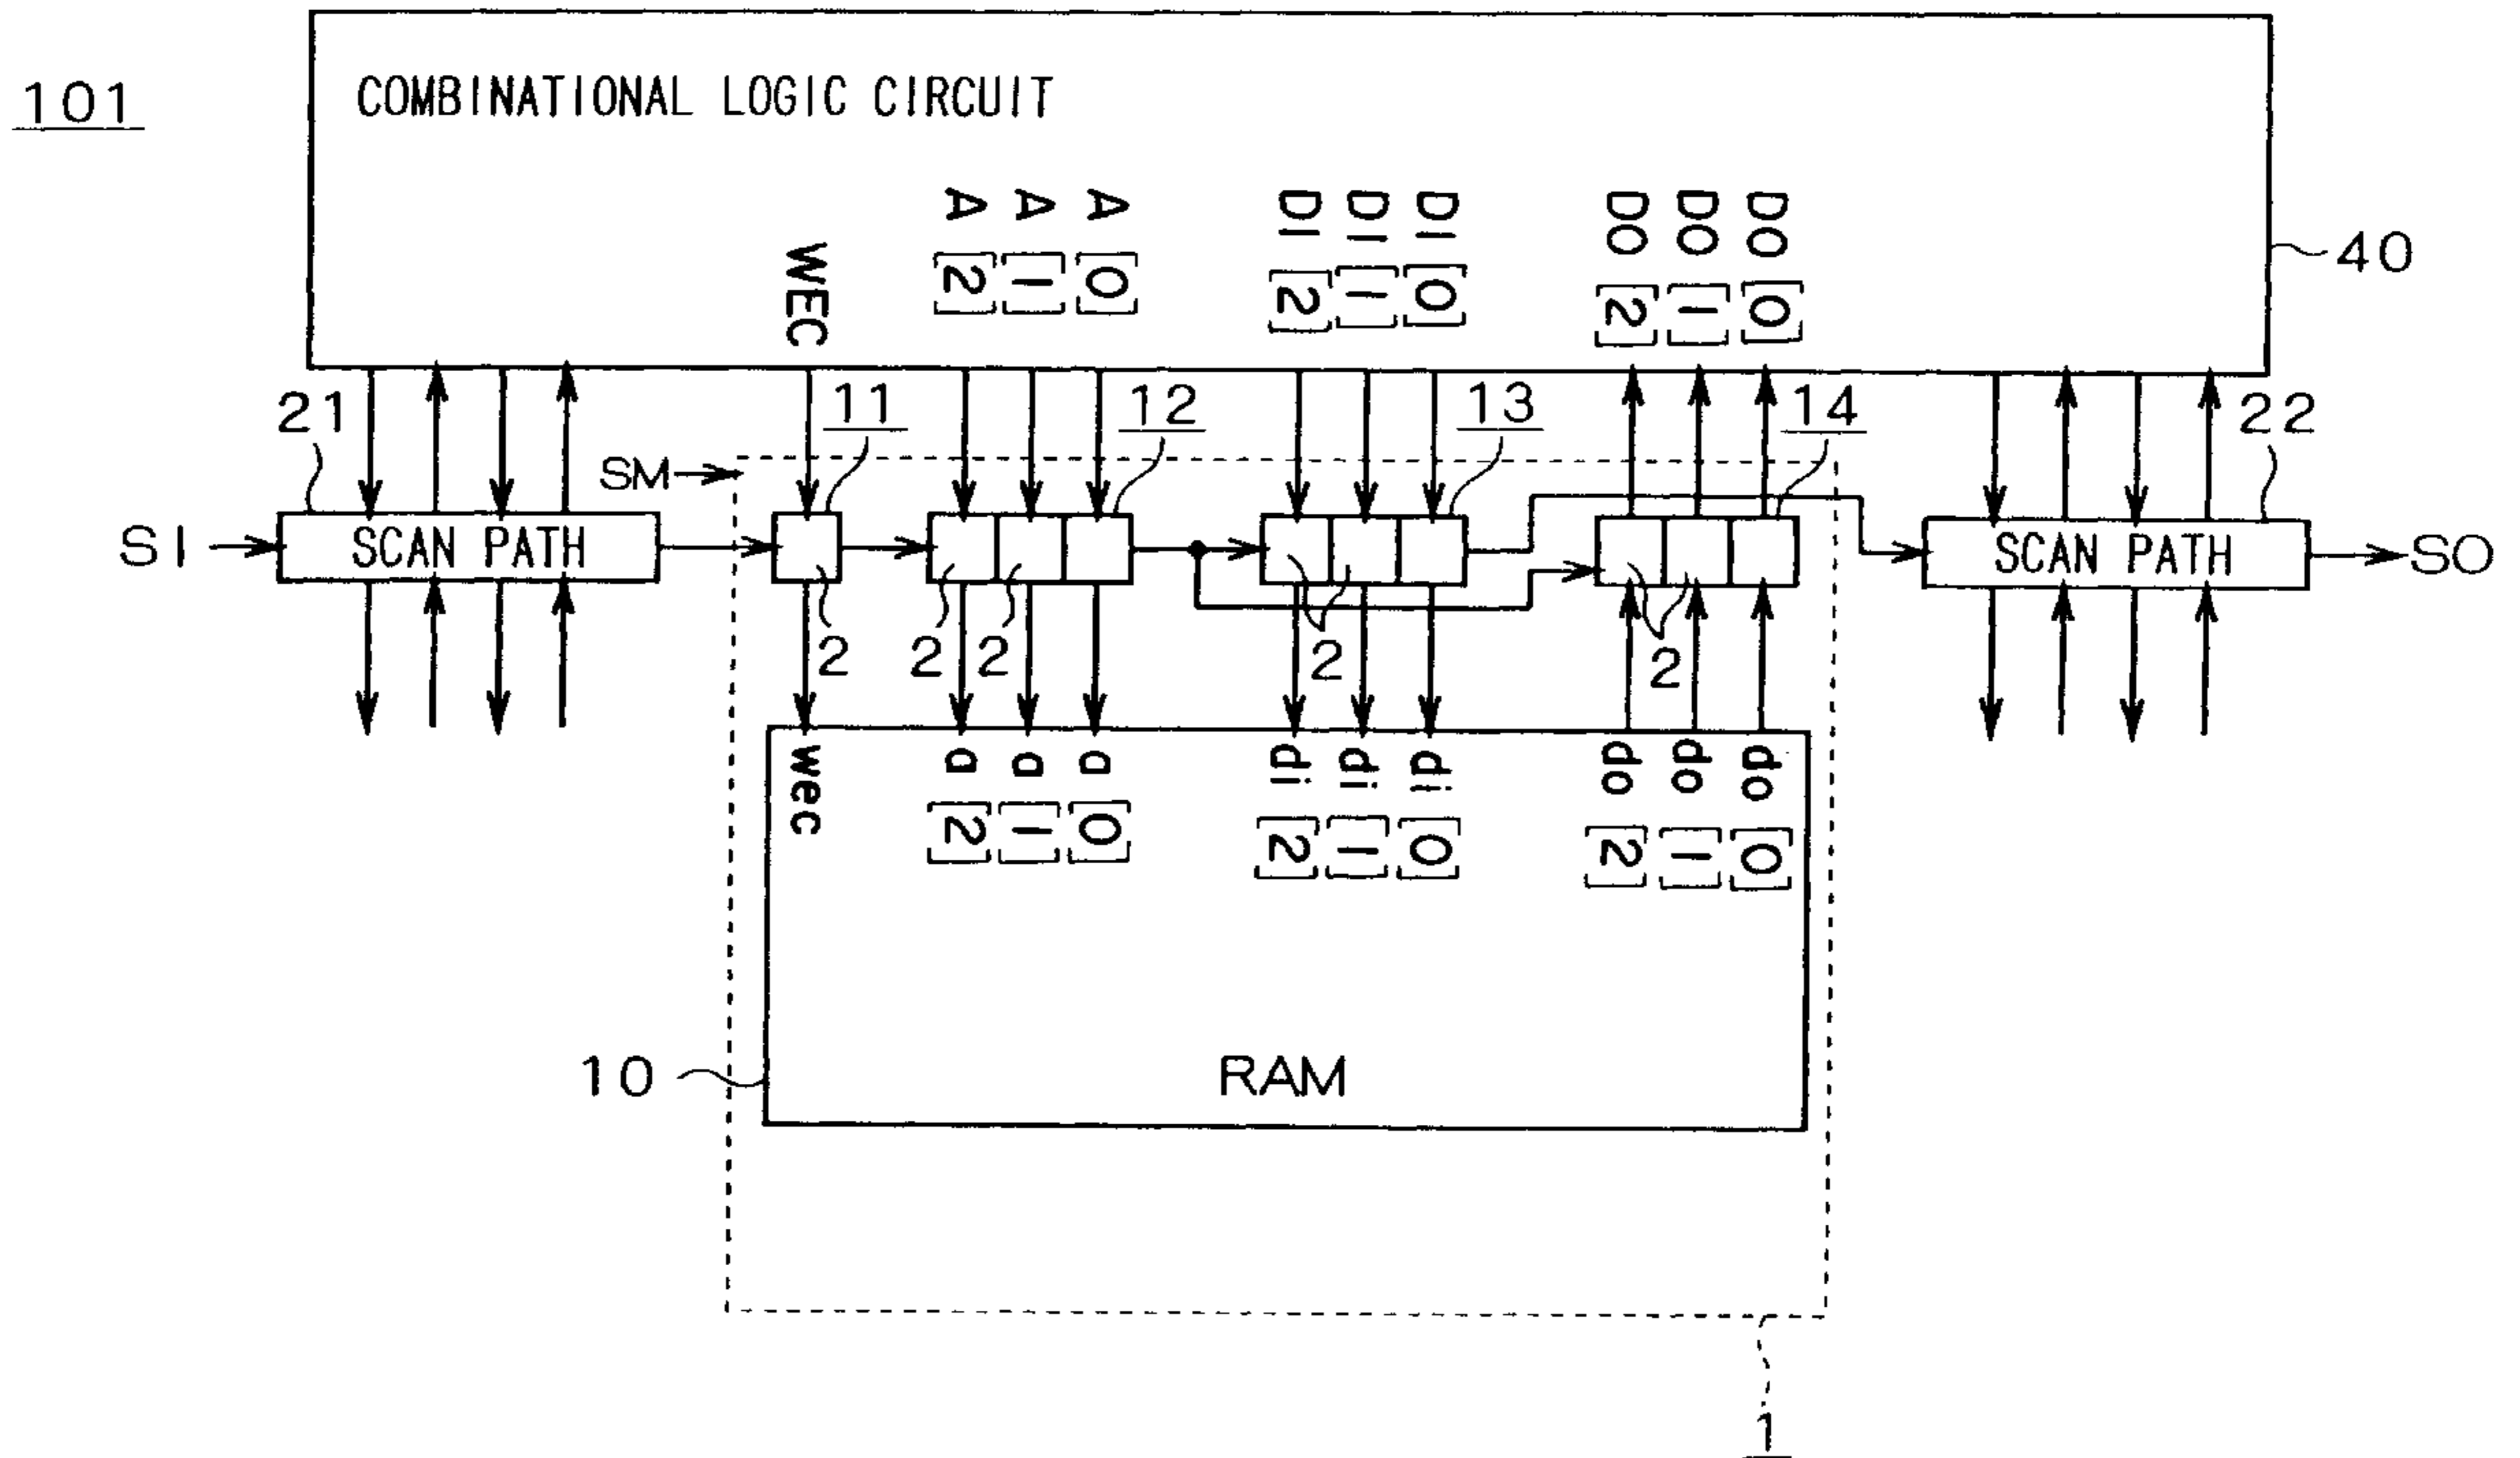 101
COMBINATIONAL LOGIC CIRCUIT
WEC
A [2]
A [1]
A [0]
DI [2]
DI [1]
DI [0]
DO [2]
DO [1]
DO [0]
40
21
11
12
13
14
22
SM
SI
SCAN PATH
SCAN PATH
SO
2
2
2
2
2
wec
a [2]
a [1]
a [0]
di [2]
di [1]
di [0]
do [2]
do [1]
do [0]
10
RAM
1